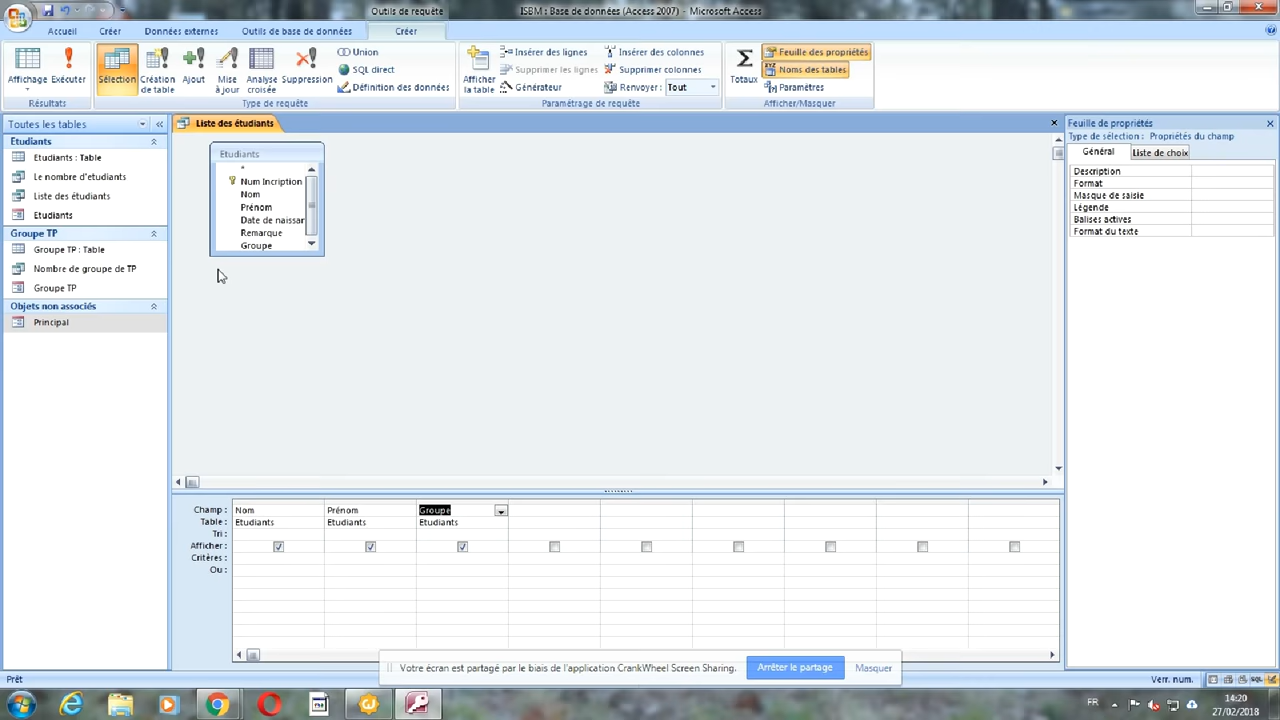 Outils de requête
ISBM : Base de données (Access 2007) - Microsoft Access
Accueil
Créer
Données externes
Outils de base de données
Créer
Affichage
Exécuter
Résultats
Sélection
Création de table
Ajout
Mise à jour
Analyse croisée
Suppression
Union
SQL direct
Définition des données
Type de requête
Afficher la table
Insérer des lignes
Supprimer les lignes
Générateur
Insérer des colonnes
Supprimer colonnes
Renvoyer : Tout
Paramétrage de requête
Totaux
Feuille des propriétés
Noms des tables
Paramètres
Afficher/Masquer
Toutes les tables
Etudiants
Etudiants : Table
Le nombre d'etudiants
Liste des étudiants
Etudiants
Groupe TP
Groupe TP : Table
Nombre de groupe de TP
Groupe TP
Objets non associés
Principal
Liste des étudiants
Etudiants
*
Num Incription
Nom
Prénom
Date de naissar
Remarque
Groupe
Feuille de propriétés
Type de sélection : Propriétés du champ
Général
Liste de choix
Description
Format
Masque de saisie
Légende
Balises actives
Format du texte
Champ : Nom Prénom Groupe
Table : Etudiants Etudiants Etudiants
Tri :
Afficher :
Critères :
Ou :
Votre écran est partagé par le biais de l'application CrankWheel Screen Sharing.
Arrêter le partage
Masquer
Prêt
Verr. num.
SQL
FR
14:20
27/02/2018